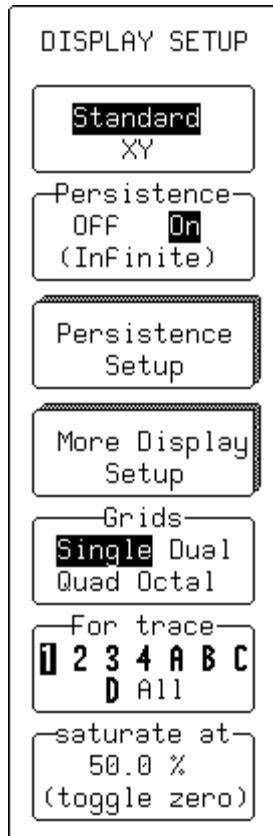 DISPLAY SETUP
Standard
XY
Persistence
OFF On
(Infinite)
Persistence
Setup
More Display
Setup
Grids
Single Dual
Quad Octal
For trace
1 2 3 4 A B C
D All
saturate at
50.0 %
(toggle zero)